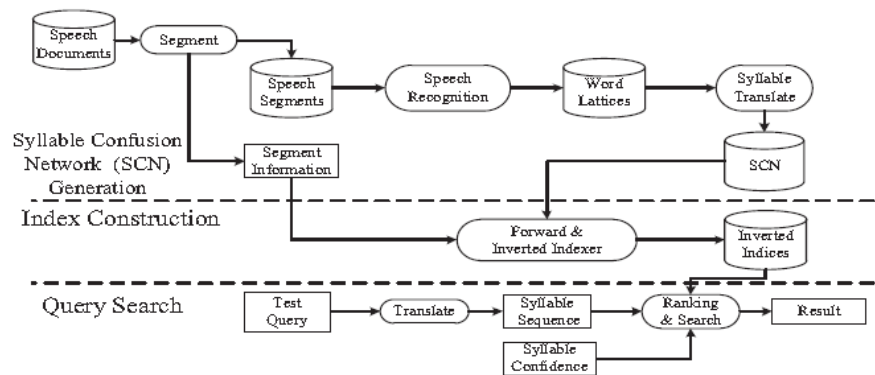 Speech
Documents
Segment
Speech
Segments
Speech
Recognition
Word
Lattices
Syllable
Translate
Syllable Confusion
Network (SCN)
Generation
Segment
Information
SCN
Index Construction
Forward &
Inverted Indexer
Inverted
Indices
Query Search
Test
Query
Translate
Syllable
Sequence
Ranking
& Search
Result
Syllable
Confidence